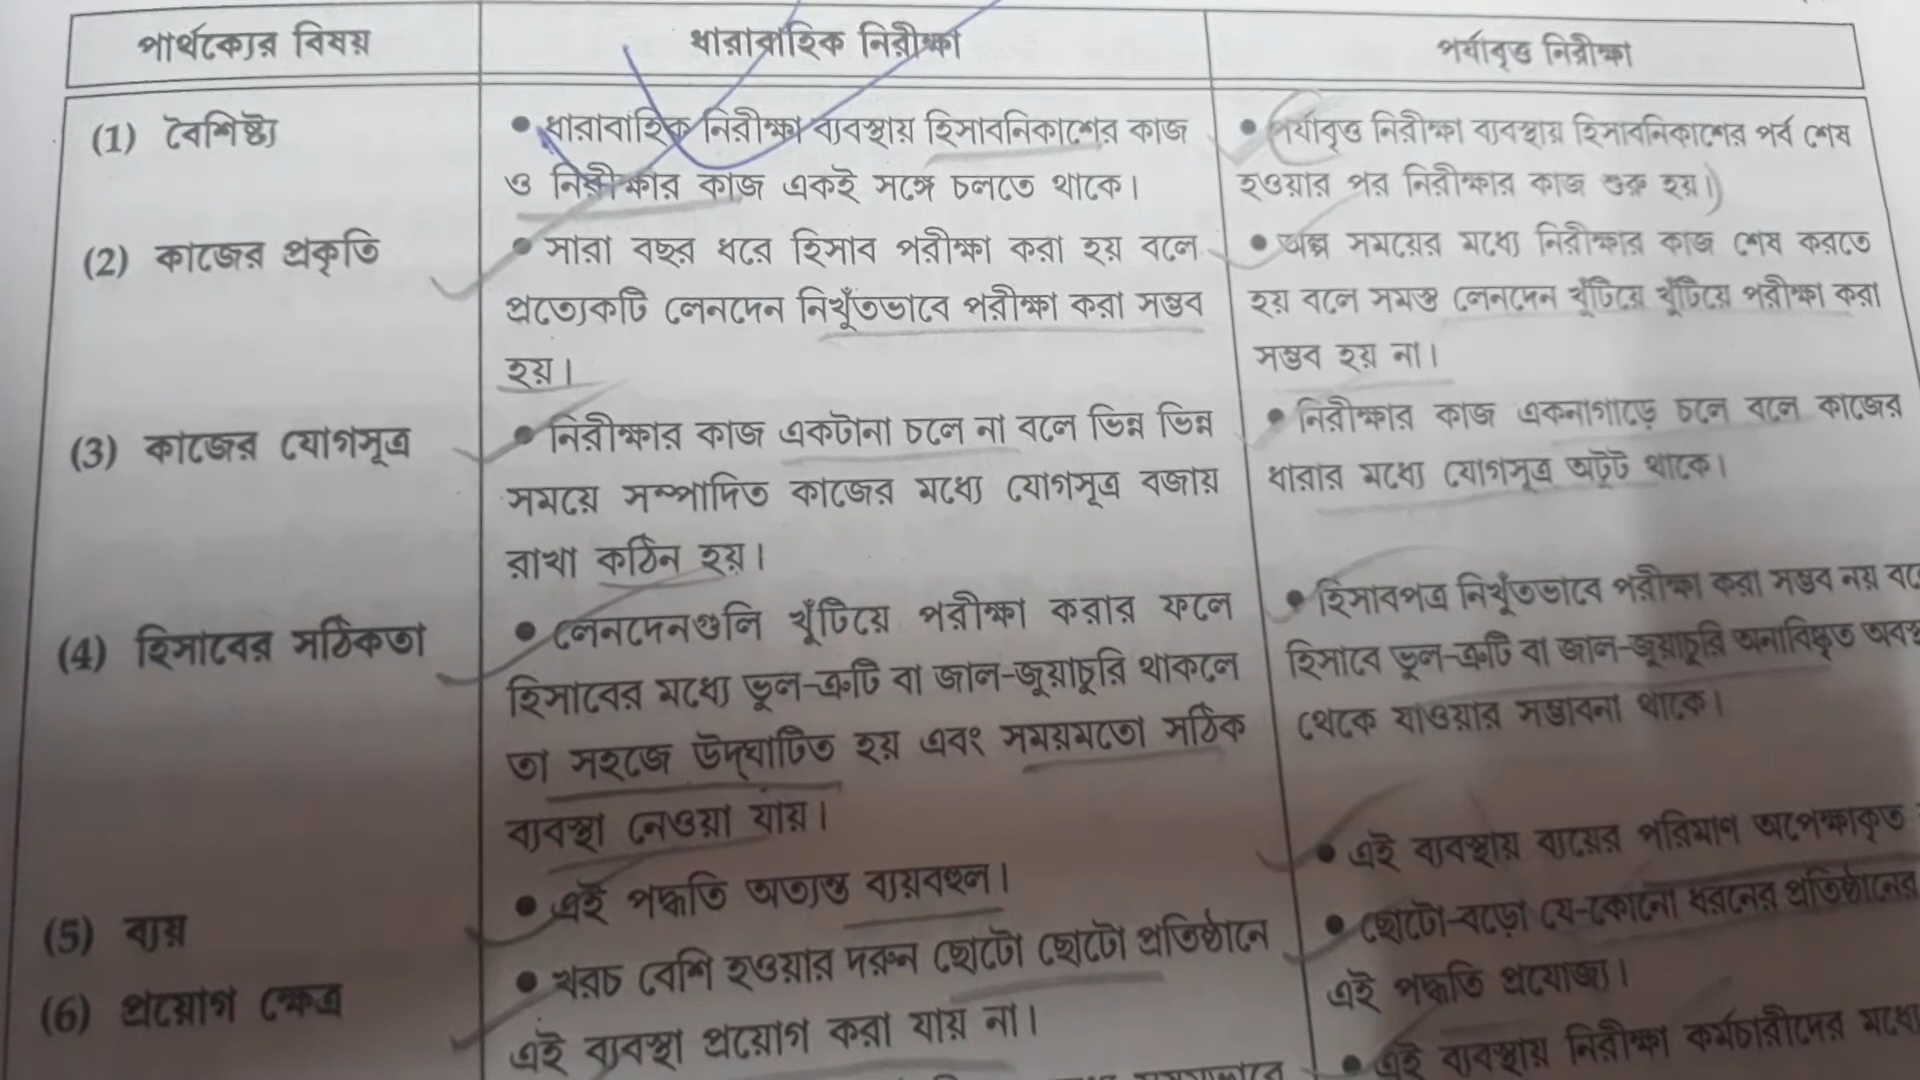 পার্থক্যের বিষয়
ধারাবাহিক নিরীক্ষা
পর্যাবৃত্ত নিরীক্ষা
(1) বৈশিষ্ট্য
● ধারাবাহিক নিরীক্ষা ব্যবস্থায় হিসাবনিকাশের কাজ
ও নিরীক্ষার কাজ একই সঙ্গে চলতে থাকে।
● পর্যাবৃত্ত নিরীক্ষা ব্যবস্থায় হিসাবনিকাশের পর্ব শেষ
হওয়ার পর নিরীক্ষার কাজ শুরু হয়।
(2) কাজের প্রকৃতি
● সারা বছর ধরে হিসাব পরীক্ষা করা হয় বলে
প্রত্যেকটি লেনদেন নিখুঁতভাবে পরীক্ষা করা সম্ভব
হয়।
● অল্প সময়ের মধ্যে নিরীক্ষার কাজ শেষ করতে
হয় বলে সমস্ত লেনদেন খুঁটিয়ে খুঁটিয়ে পরীক্ষা করা
সম্ভব হয় না।
(3) কাজের যোগসূত্র
● নিরীক্ষার কাজ একটানা চলে না বলে ভিন্ন ভিন্ন
সময়ে সম্পাদিত কাজের মধ্যে যোগসূত্র বজায়
রাখা কঠিন হয়।
● নিরীক্ষার কাজ একনাগাড়ে চলে বলে কাজের
ধারার মধ্যে যোগসূত্র অটুট থাকে।
(4) হিসাবের সঠিকতা
● লেনদেনগুলি খুঁটিয়ে পরীক্ষা করার ফলে
হিসাবের মধ্যে ভুল-ত্রুটি বা জাল-জুয়াচুরি থাকলে
তা সহজে উদ্‌ঘাটিত হয় এবং সময়মতো সঠিক
ব্যবস্থা নেওয়া যায়।
● হিসাবপত্র নিখুঁতভাবে পরীক্ষা করা সম্ভব নয়
হিসাবে ভুল-ত্রুটি বা জাল-জুয়াচুরি অনাবিষ্কৃত
থেকে যাওয়ার সম্ভাবনা থাকে।
(5) ব্যয়
● এই পদ্ধতি অত্যন্ত ব্যয়বহুল।
● এই ব্যবস্থায় ব্যয়ের পরিমাণ অপেক্ষাকৃত
(6) প্রয়োগ ক্ষেত্র
● খরচ বেশি হওয়ার দরুন ছোটো ছোটো প্রতিষ্ঠানে
এই ব্যবস্থা প্রয়োগ করা যায় না।
● ছোটো-বড়ো যে-কোনো ধরনের প্রতিষ্ঠানের
এই পদ্ধতি প্রযোজ্য।
● এই ব্যবস্থায় নিরীক্ষা কর্মচারীদের মধ্যে